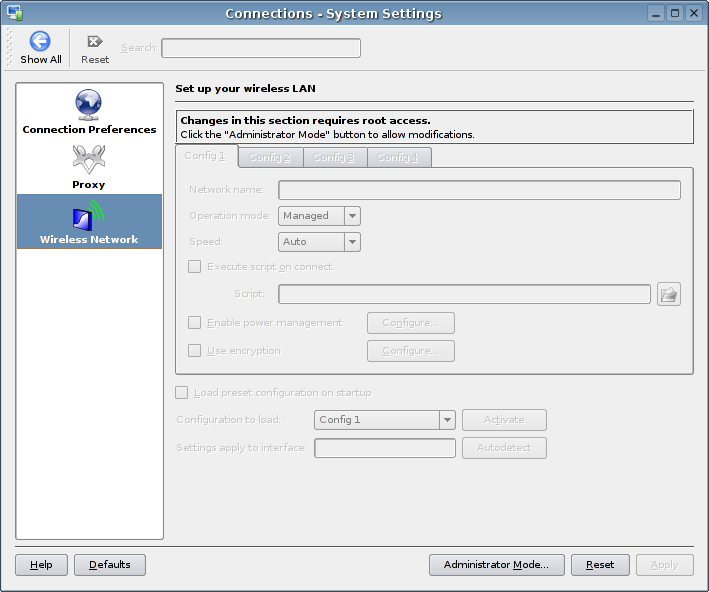 Connections - System Settings
Show All
Reset
Search:
Connection Preferences
Proxy
Wireless Network
Set up your wireless LAN
Changes in this section requires root access.
Click the "Administrator Mode" button to allow modifications.
Config 1 Config 2 Config 3 Config 4
Network name:
Operation mode: Managed
Speed: Auto
Execute script on connect
Script:
Enable power management Configure...
Use encryption Configure...
Load preset configuration on startup
Configuration to load: Config 1 Activate
Settings apply to interface: Autodetect
Help Defaults Administrator Mode... Reset Apply